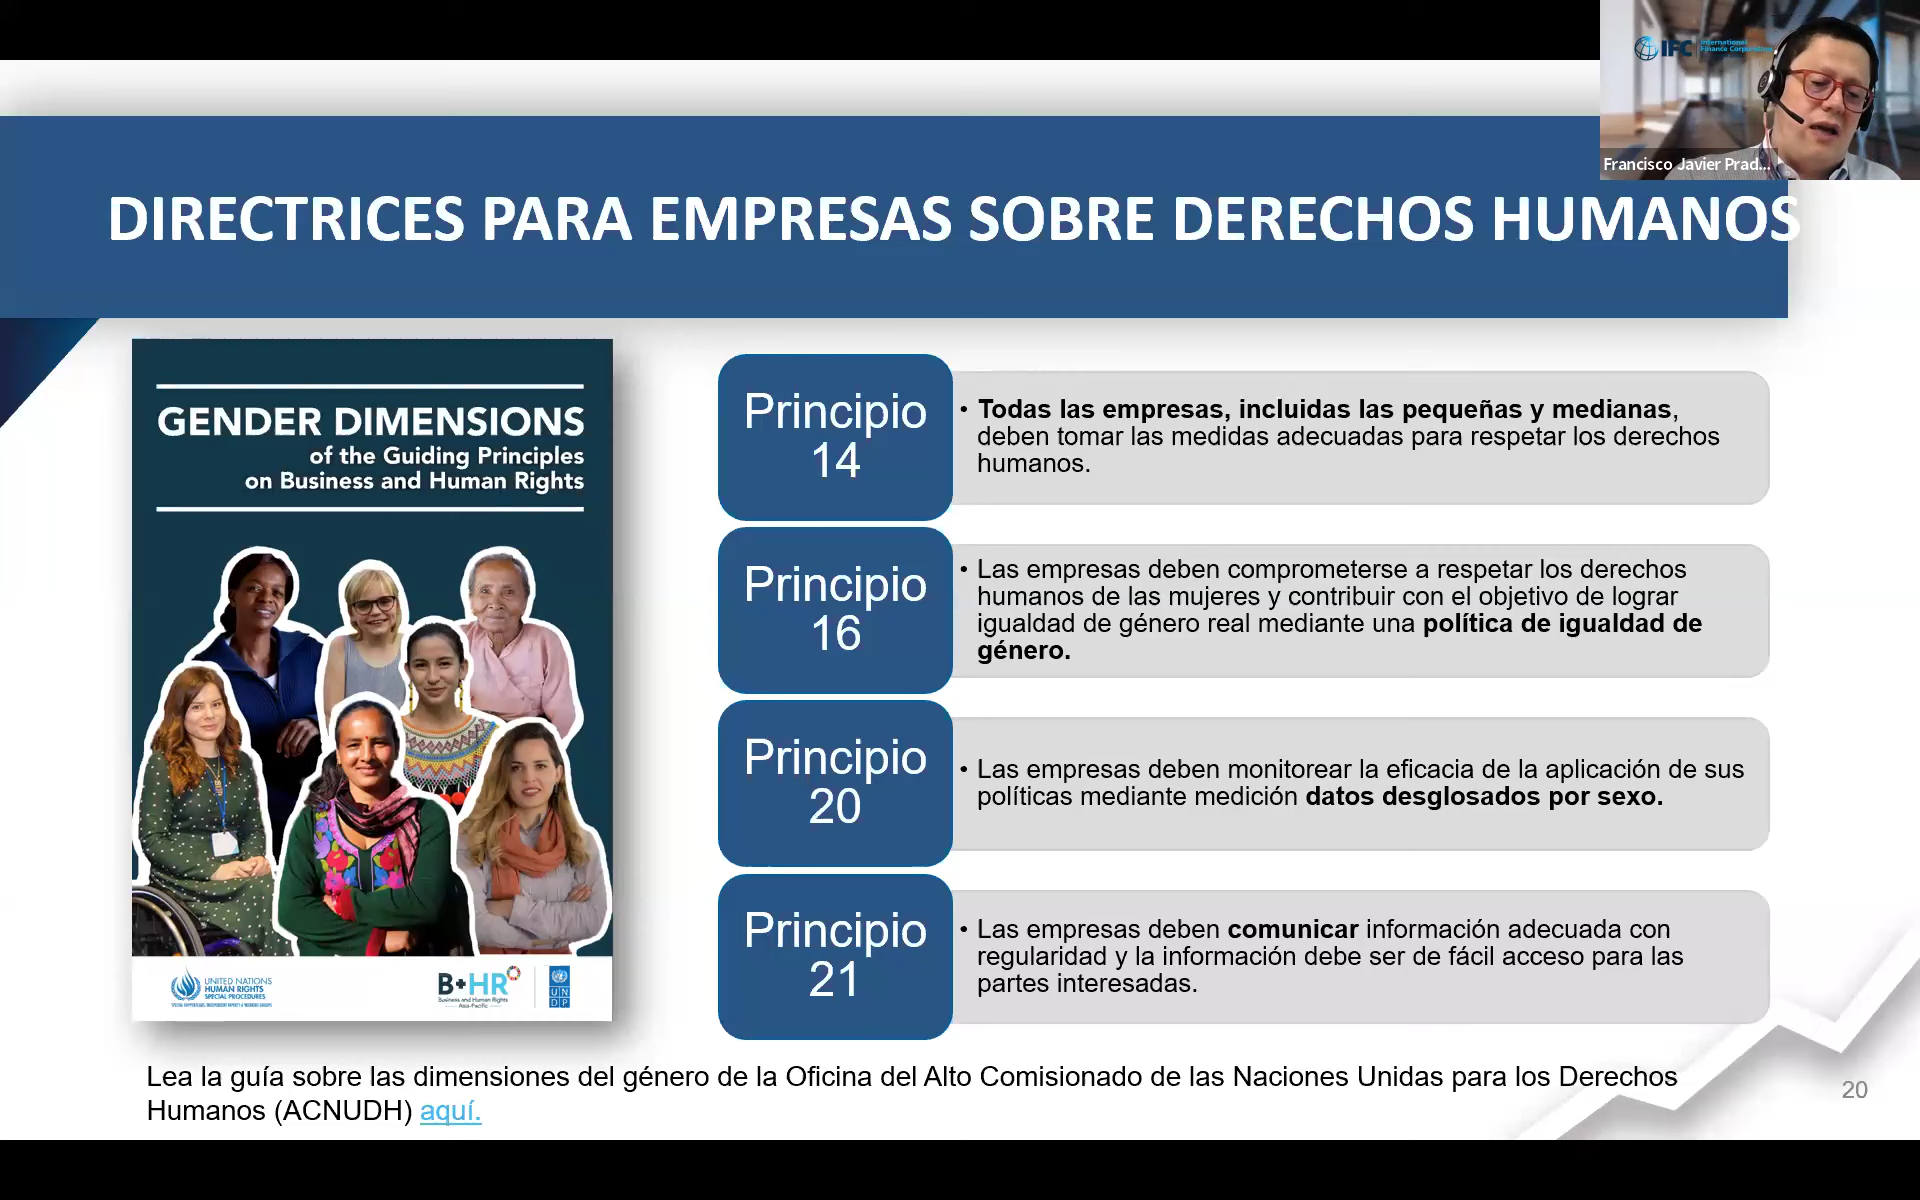 IFC International
Finance Corporation
Francisco Javier Prad...
DIRECTRICES PARA EMPRESAS SOBRE DERECHOS HUMANOS
GENDER DIMENSIONS
of the Guiding Principles
on Business and Human Rights
UNITED NATIONS
HUMAN RIGHTS
SPECIAL PROCEDURES
B+HR
Business and Human Rights
Asia-Pacific
U N
D P
Principio
14
• Todas las empresas, incluidas las pequeñas y medianas,
deben tomar las medidas adecuadas para respetar los derechos
humanos.
Principio
16
• Las empresas deben comprometerse a respetar los derechos
humanos de las mujeres y contribuir con el objetivo de lograr
igualdad de género real mediante una política de igualdad de
género.
Principio
20
• Las empresas deben monitorear la eficacia de la aplicación de sus
políticas mediante medición datos desglosados por sexo.
Principio
21
• Las empresas deben comunicar información adecuada con
regularidad y la información debe ser de fácil acceso para las
partes interesadas.
Lea la guía sobre las dimensiones del género de la Oficina del Alto Comisionado de las Naciones Unidas para los Derechos
Humanos (ACNUDH) aquí.
20